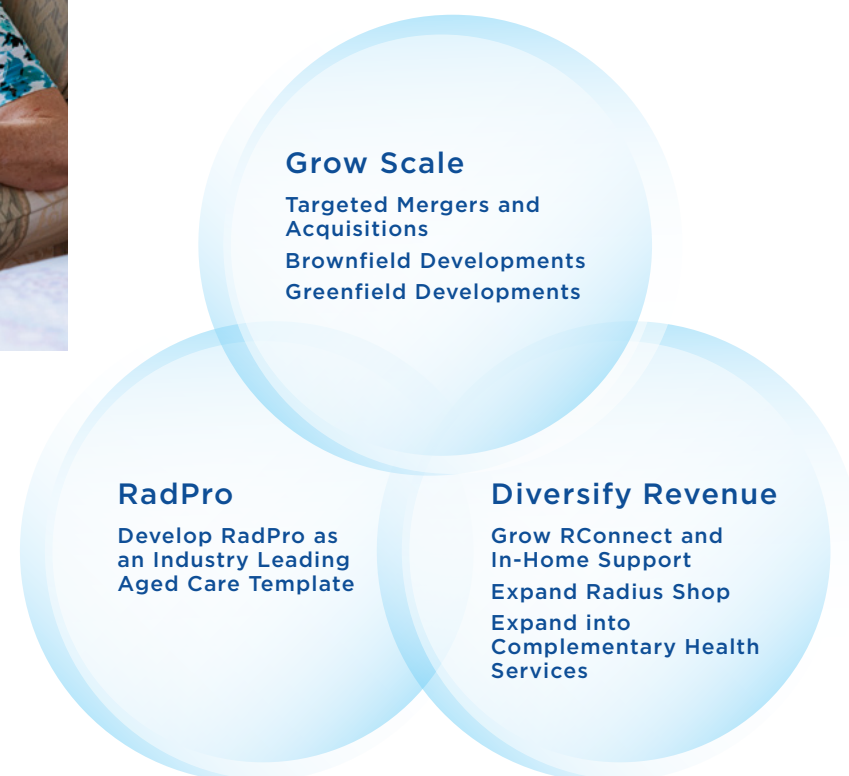 Grow Scale
Targeted Mergers and
Acquisitions
Brownfield Developments
Greenfield Developments
RadPro
Develop RadPro as
an Industry Leading
Aged Care Template
Diversify Revenue
Grow RConnect and
In-Home Support
Expand Radius Shop
Expand into
Complementary Health
Services